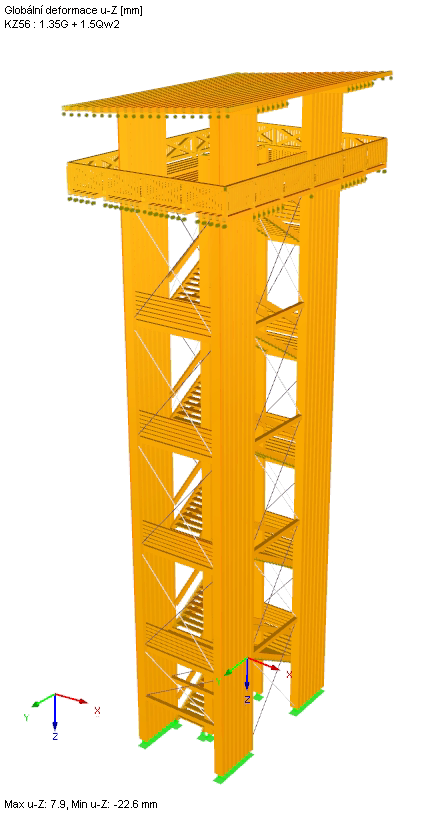 Globální deformace u-Z [mm]
KZ56 : 1.35G + 1.5Qw2
X
Y
Z
Y
X
Z
Max u-Z: 7.9, Min u-Z: -22.6 mm